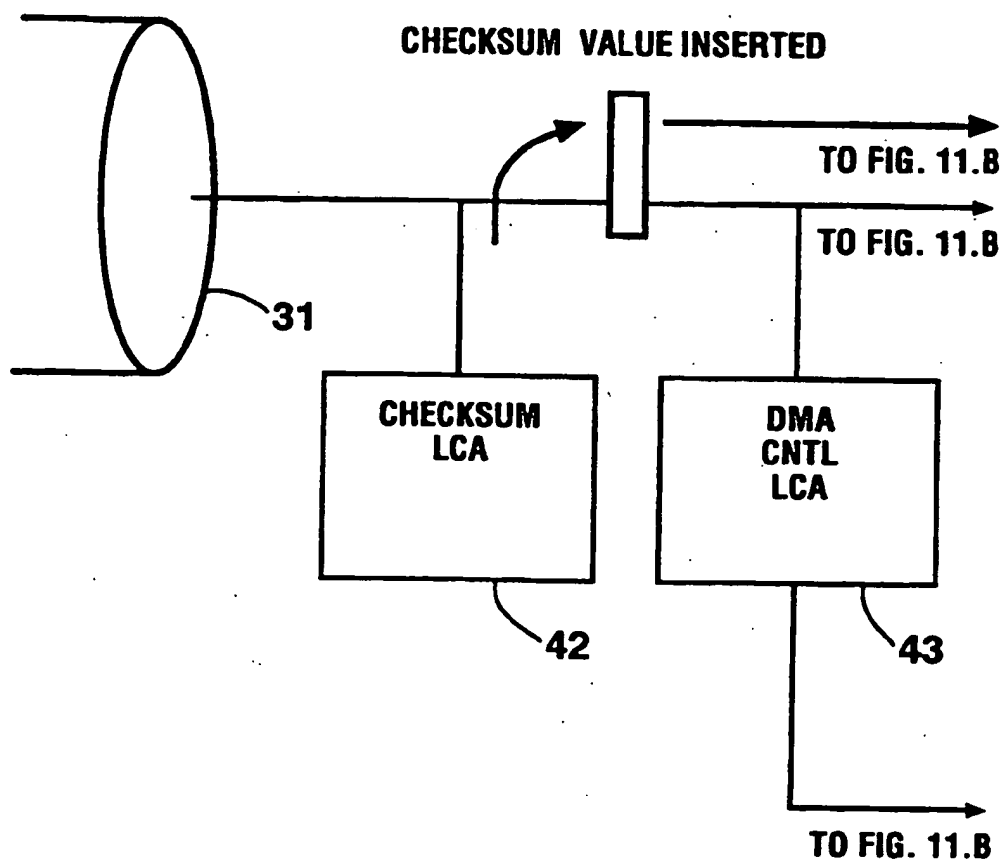 CHECKSUM VALUE INSERTED
TO FIG. 11.B
TO FIG. 11.B
31
CHECKSUM
LCA
DMA
CNTL
LCA
42
43
TO FIG. 11.B